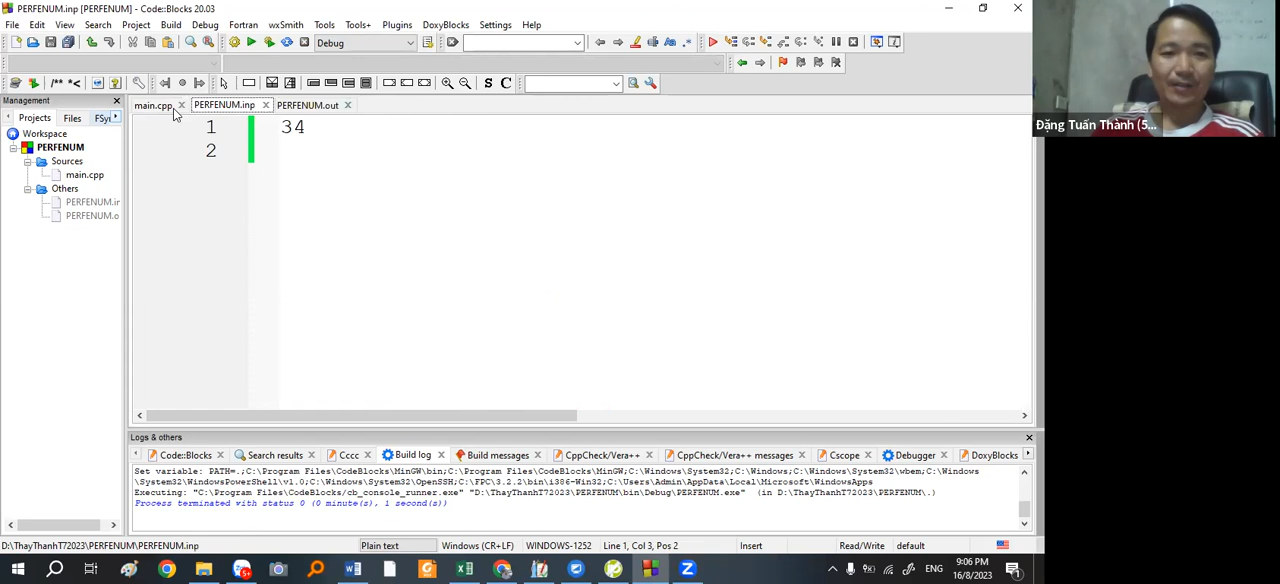 PERFENUM.inp [PERFENUM] - Code::Blocks 20.03
File Edit View Search Project Build Debug Fortran wxSmith Tools Tools+ Plugins DoxyBlocks Settings Help
Debug
/** *<
S C
Management
Projects Files FSy
Workspace
PERFENUM
Sources
main.cpp
Others
PERFENUM.in
PERFENUM.o
main.cpp PERFENUM.inp PERFENUM.out
1 34
2
Đặng Tuấn Thành (5...
Logs & others
Code::Blocks Search results Cccc Build log Build messages CppCheck/Vera++ CppCheck/Vera++ messages Cscope Debugger DoxyBlocks
Set variable: PATH=.;C:\Program Files\CodeBlocks\MinGW\bin;C:\Program Files\CodeBlocks\MinGW;C:\Windows\System32;C:\Windows;C:\Windows\System32\wbem;C:\Windows
\System32\WindowsPowerShell\v1.0;C:\Windows\System32\OpenSSH;C:\FPC\3.2.2\bin\i386-Win32;C:\Users\Admin\AppData\Local\Microsoft\WindowsApps
Executing: "C:\Program Files\CodeBlocks/cb_console_runner.exe" "D:\ThayThanhT72023\PERFENUM\bin\Debug\PERFENUM.exe" (in D:\ThayThanhT72023\PERFENUM\.)
Process terminated with status 0 (0 minute(s), 1 second(s))
D:\ThayThanhT72023\PERFENUM\PERFENUM.inp Plain text Windows (CR+LF) WINDOWS-1252 Line 1, Col 3, Pos 2 Insert Read/Write default
ENG 9:06 PM
16/8/2023